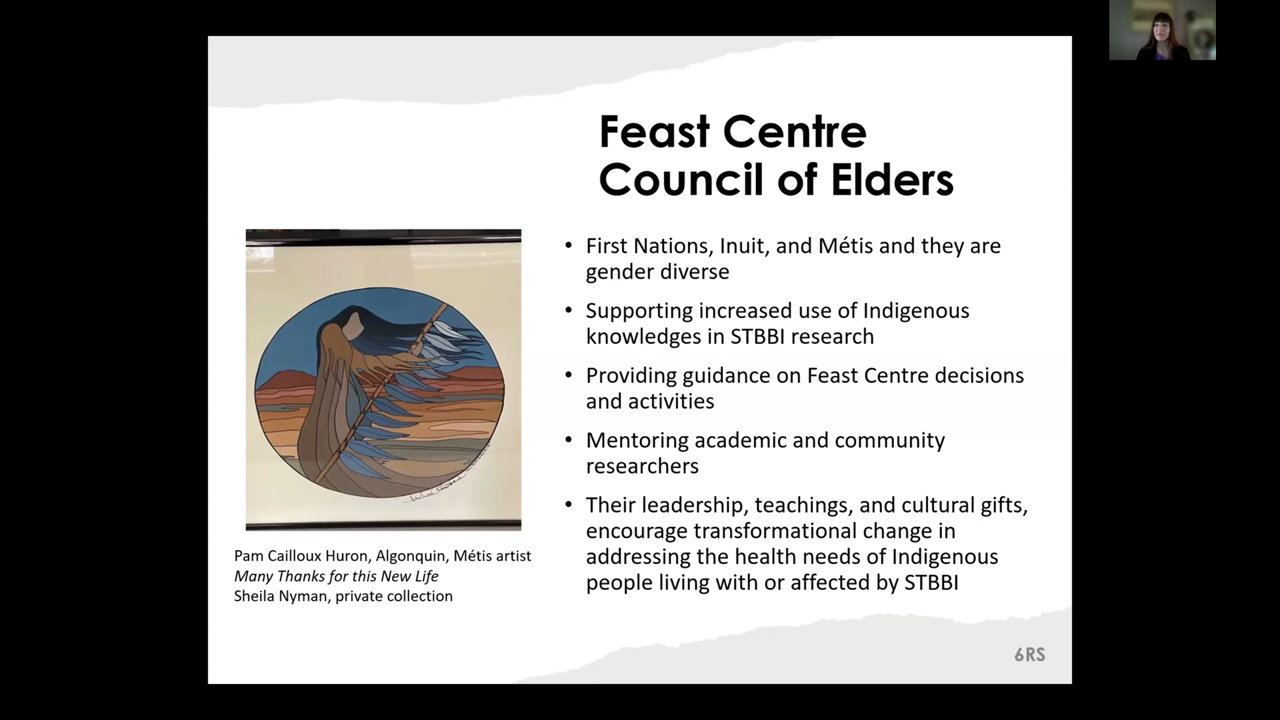 Feast Centre
Council of Elders
• First Nations, Inuit, and Métis and they are
gender diverse
• Supporting increased use of Indigenous
knowledges in STBBI research
• Providing guidance on Feast Centre decisions
and activities
• Mentoring academic and community
researchers
• Their leadership, teachings, and cultural gifts,
encourage transformational change in
addressing the health needs of Indigenous
people living with or affected by STBBI
Pam Cailloux Huron, Algonquin, Métis artist
Many Thanks for this New Life
Sheila Nyman, private collection
6RS